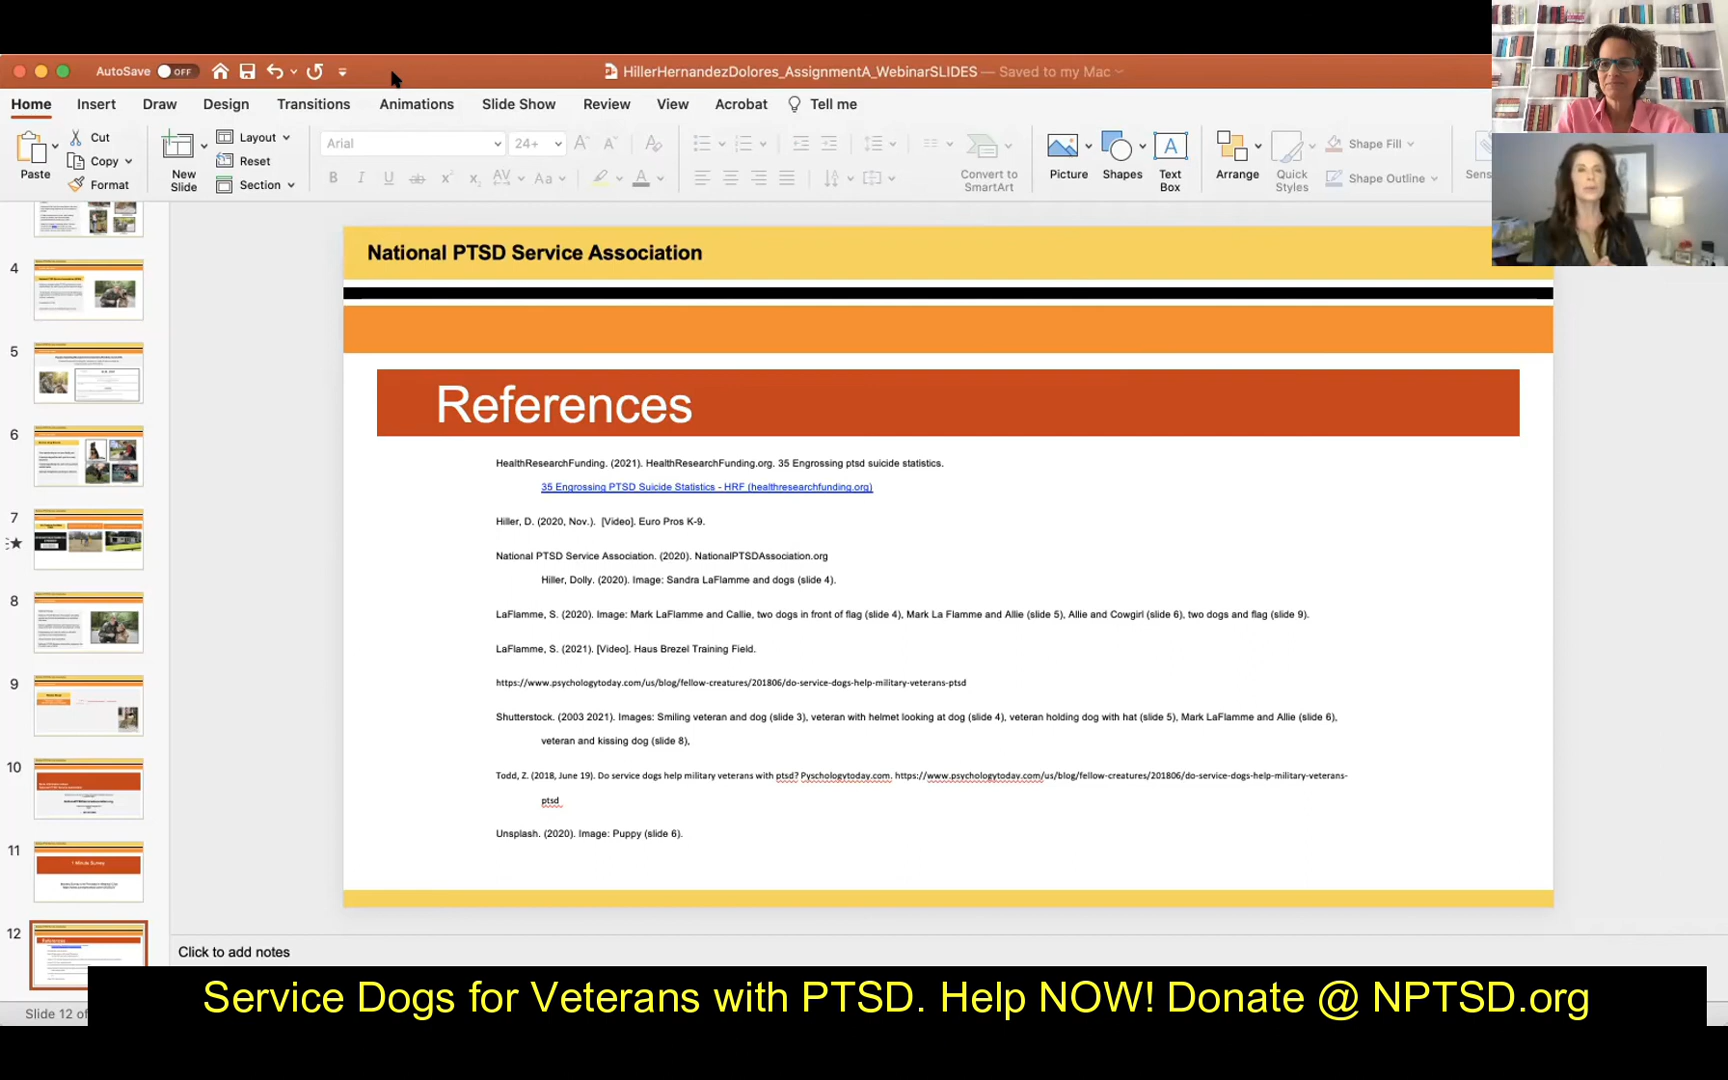 AutoSave OFF
HillerHernandezDolores_AssignmentA_WebinarSLIDES — Saved to my Mac
Home Insert Draw Design Transitions Animations Slide Show Review View Acrobat Tell me
Paste
Cut
Copy
Format
New Slide
Layout
Reset
Section
Arial
24+
Convert to SmartArt
Picture
Shapes
Text Box
Arrange
Quick Styles
Shape Fill
Shape Outline
4
5
6
7
8
9
10
11
1 Minute Survey
12
National PTSD Service Association
References
HealthResearchFunding. (2021). HealthResearchFunding.org. 35 Engrossing ptsd suicide statistics.
35 Engrossing PTSD Suicide Statistics - HRF (healthresearchfunding.org)
Hiller, D. (2020, Nov.). [Video]. Euro Pros K-9.
National PTSD Service Association. (2020). NationalPTSDAssociation.org
Hiller, Dolly. (2020). Image: Sandra LaFlamme and dogs (slide 4).
LaFlamme, S. (2020). Image: Mark LaFlamme and Callie, two dogs in front of flag (slide 4), Mark La Flamme and Allie (slide 5), Allie and Cowgirl (slide 6), two dogs and flag (slide 9).
LaFlamme, S. (2021). [Video]. Haus Brezel Training Field.
https://www.psychologytoday.com/us/blog/fellow-creatures/201806/do-service-dogs-help-military-veterans-ptsd
Shutterstock. (2003 2021). Images: Smiling veteran and dog (slide 3), veteran with helmet looking at dog (slide 4), veteran holding dog with hat (slide 5), Mark LaFlamme and Allie (slide 6),
veteran and kissing dog (slide 8),
Todd, Z. (2018, June 19). Do service dogs help military veterans with ptsd? Pyschologytoday.com. https://www.psychologytoday.com/us/blog/fellow-creatures/201806/do-service-dogs-help-military-veterans-
ptsd
Unsplash. (2020). Image: Puppy (slide 6).
Click to add notes
Slide 12 of
Service Dogs for Veterans with PTSD. Help NOW! Donate @ NPTSD.org